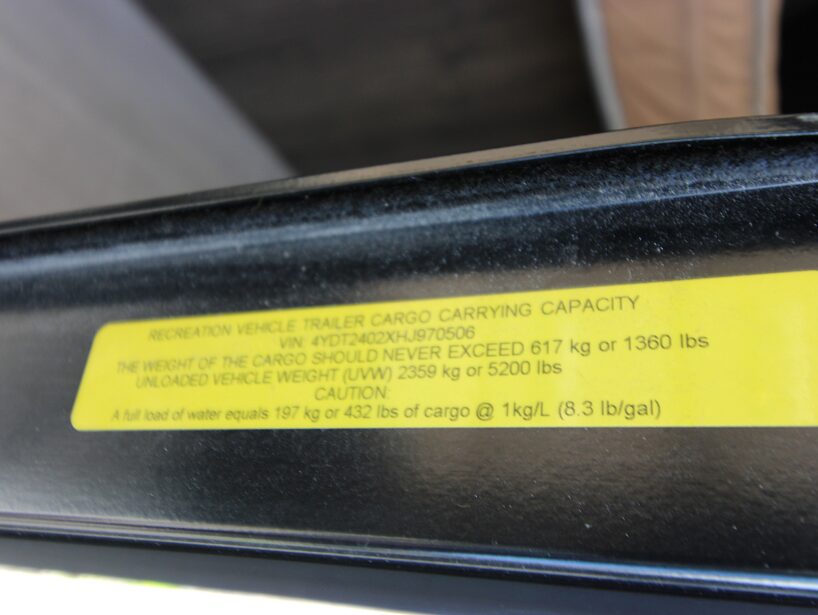 RECREATION VEHICLE TRAILER CARGO CARRYING CAPACITY
VIN: 4YDT2402XHJ970506
THE WEIGHT OF THE CARGO SHOULD NEVER EXCEED 617 kg or 1360 lbs
UNLOADED VEHICLE WEIGHT (UVW) 2359 kg or 5200 lbs
CAUTION:
A full load of water equals 197 kg or 432 lbs of cargo @ 1kg/L (8.3 lb/gal)